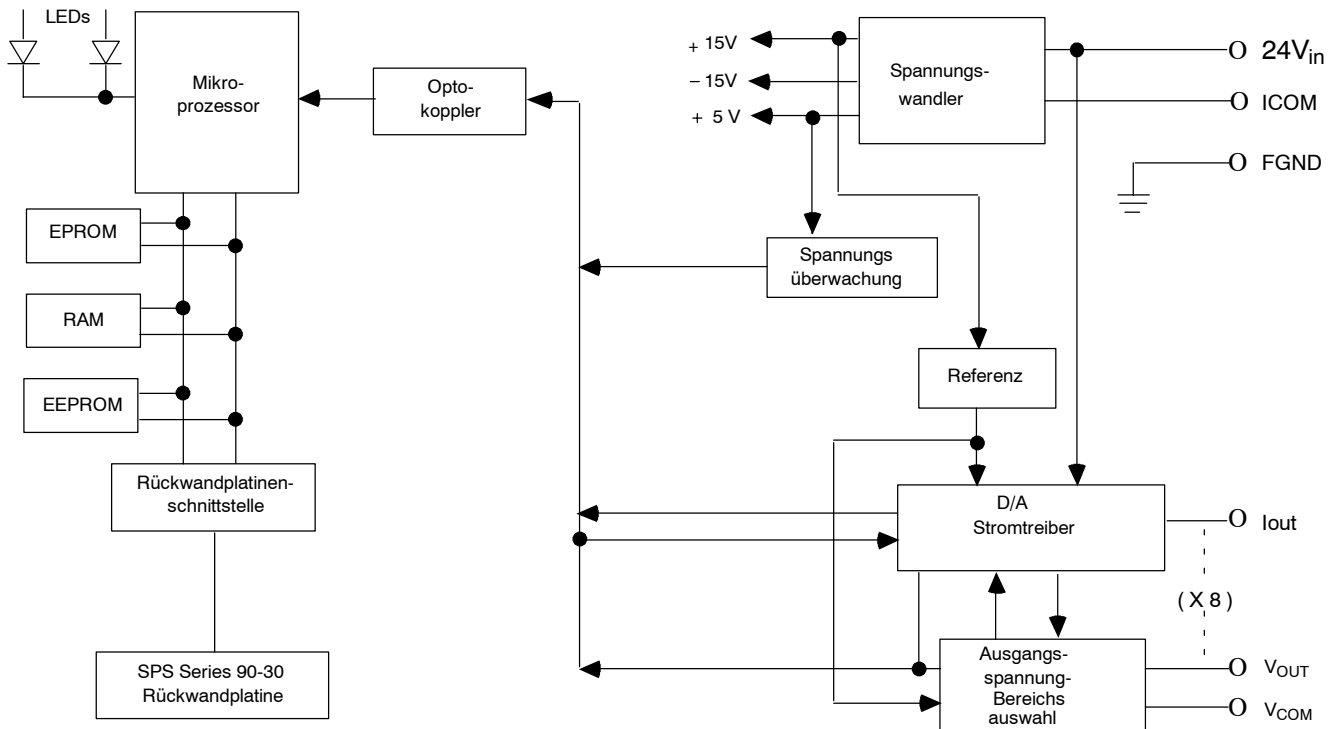 LEDs
Mikro-
prozessor
Opto-
koppler
+ 15V
– 15V
+ 5 V
Spannungs-
wandler
24Vin
ICOM
FGND
EPROM
RAM
EEPROM
Spannungs
überwachung
Referenz
Rückwandplatinen-
schnittstelle
D/A
Stromtreiber
Iout
( X 8 )
SPS Series 90-30
Rückwandplatine
Ausgangs-
spannung-
Bereichs
auswahl
VOUT
VCOM